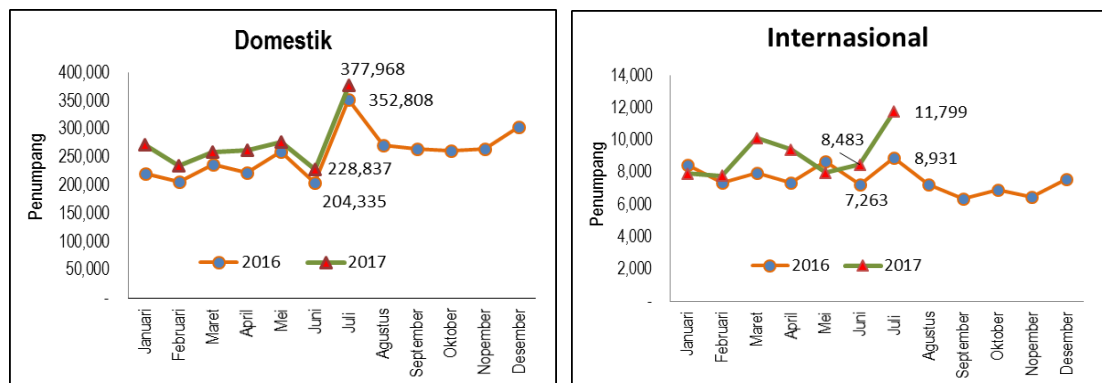 Domestik
Penumpang
400,000
350,000
300,000
250,000
200,000
150,000
100,000
50,000
-
377,968
352,808
228,837
204,335
2016
2017
Januari
Februari
Maret
April
Mei
Juni
Juli
Agustus
September
Oktober
Nopember
Desember
Internasional
Penumpang
14,000
12,000
10,000
8,000
6,000
4,000
2,000
-
11,799
8,483
8,931
7,263
2016
2017
Januari
Februari
Maret
April
Mei
Juni
Juli
Agustus
September
Oktober
Nopember
Desember